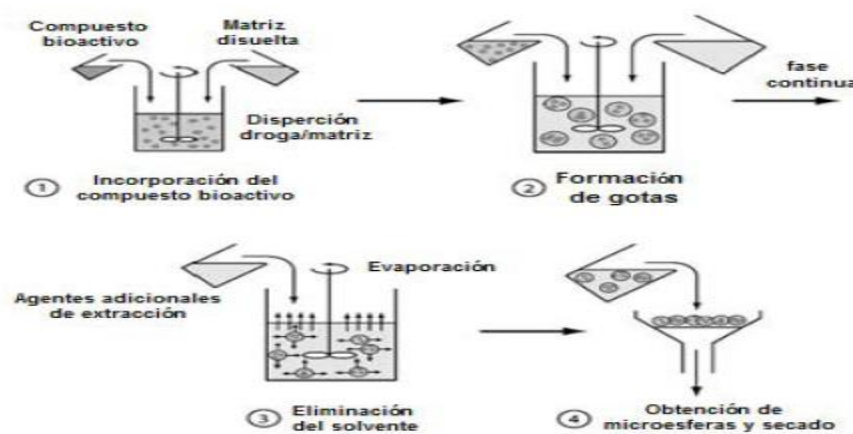 Compuesto
bioactivo
Matriz
disuelta
Disperción
droga/matriz
1 Incorporación del
compuesto bioactivo
fase
continua
2 Formación
de gotas
Agentes adicionales
de extracción
Evaporación
3 Eliminación
del solvente
4 Obtención de
microesferas y secado